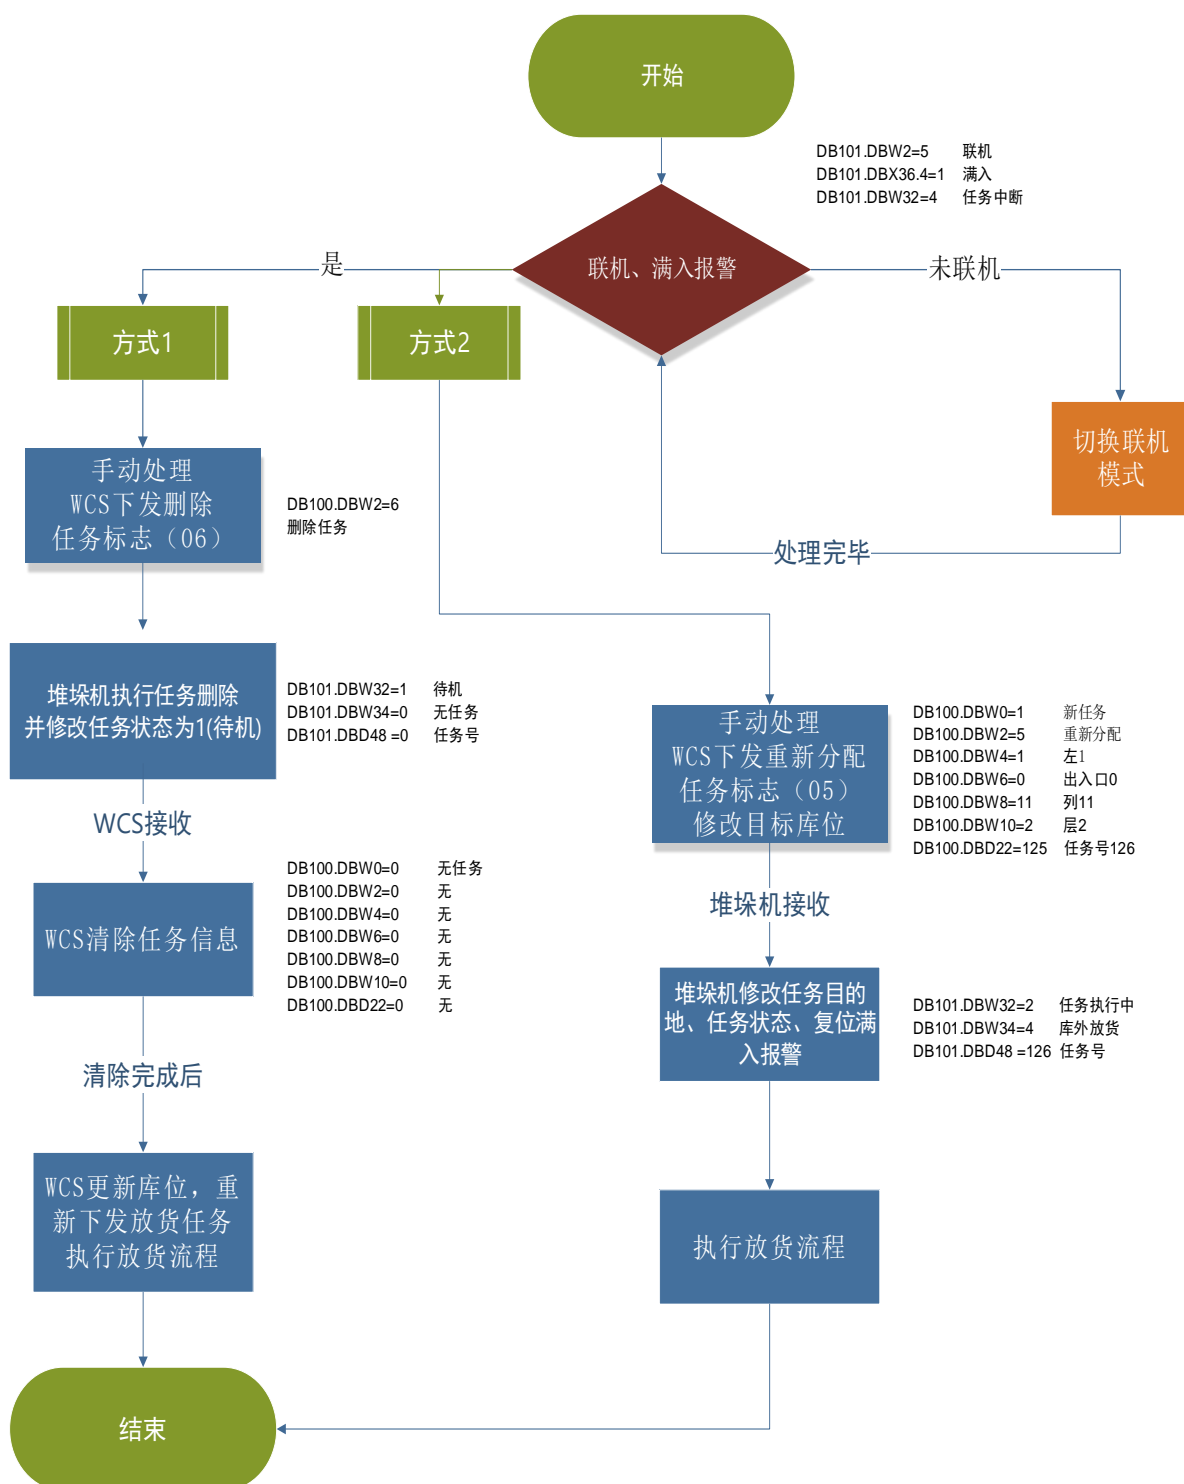 开始
DB101.DBW2=5 联机
DB101.DBX36.4=1 满入
DB101.DBW32=4 任务中断
联机、满入报警
是
未联机
方式1
方式2
切换联机
模式
处理完毕
手动处理
WCS下发删除
任务标志（06）
DB100.DBW2=6
删除任务
堆垛机执行任务删除
并修改任务状态为1(待机)
DB101.DBW32=1 待机
DB101.DBW34=0 无任务
DB101.DBD48 =0 任务号
WCS接收
手动处理
WCS下发重新分配
任务标志（05）
修改目标库位
DB100.DBW0=1 新任务
DB100.DBW2=5 重新分配
DB100.DBW4=1 左1
DB100.DBW6=0 出入口0
DB100.DBW8=11 列11
DB100.DBW10=2 层2
DB100.DBD22=125 任务号126
WCS清除任务信息
DB100.DBW0=0 无任务
DB100.DBW2=0 无
DB100.DBW4=0 无
DB100.DBW6=0 无
DB100.DBW8=0 无
DB100.DBW10=0 无
DB100.DBD22=0 无
堆垛机接收
堆垛机修改任务目的
地、任务状态、复位满
入报警
DB101.DBW32=2 任务执行中
DB101.DBW34=4 库外放货
DB101.DBD48 =126 任务号
清除完成后
WCS更新库位，重
新下发放货任务
执行放货流程
执行放货流程
结束